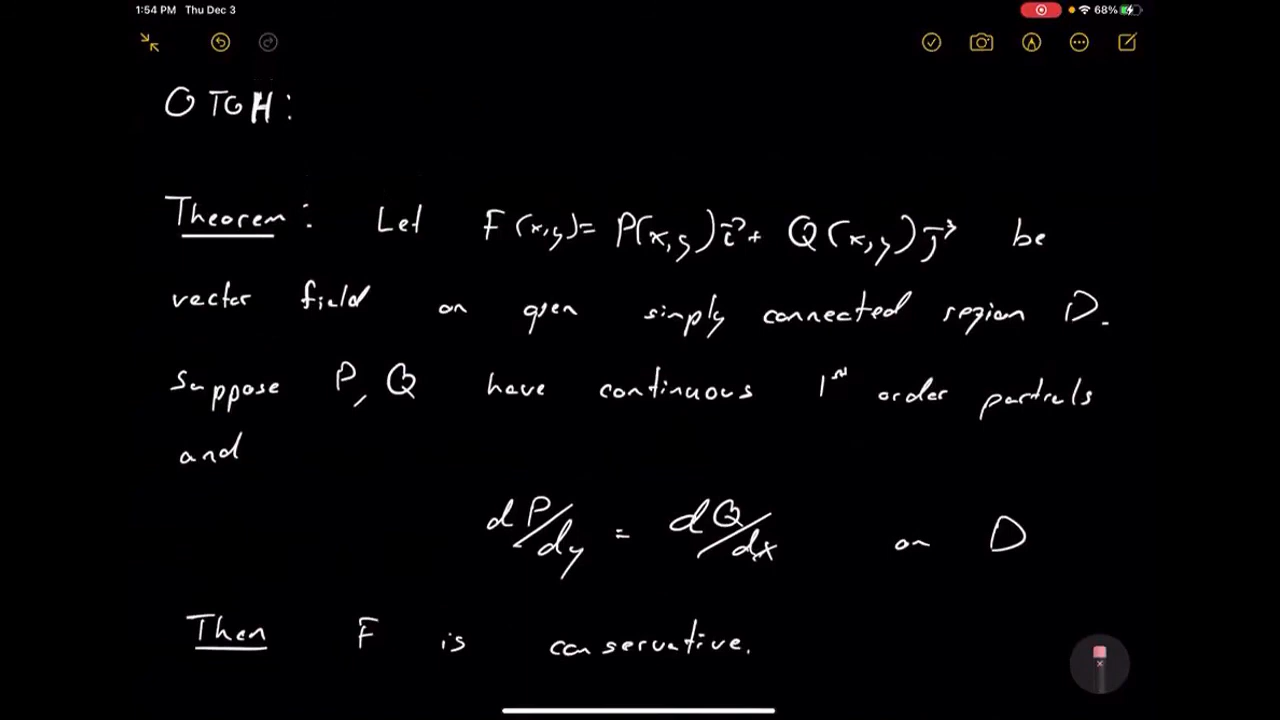 1:54 PM Thu Dec 3
68%
OTOH:
Theorem: Let F(x,y)= P(x,y)i⃗ + Q(x,y)j⃗ be
vector field on open simply connected region D.
Suppose P, Q have continuous 1st order partials
and
dP/dy = dQ/dx on D
Then F is conservative.